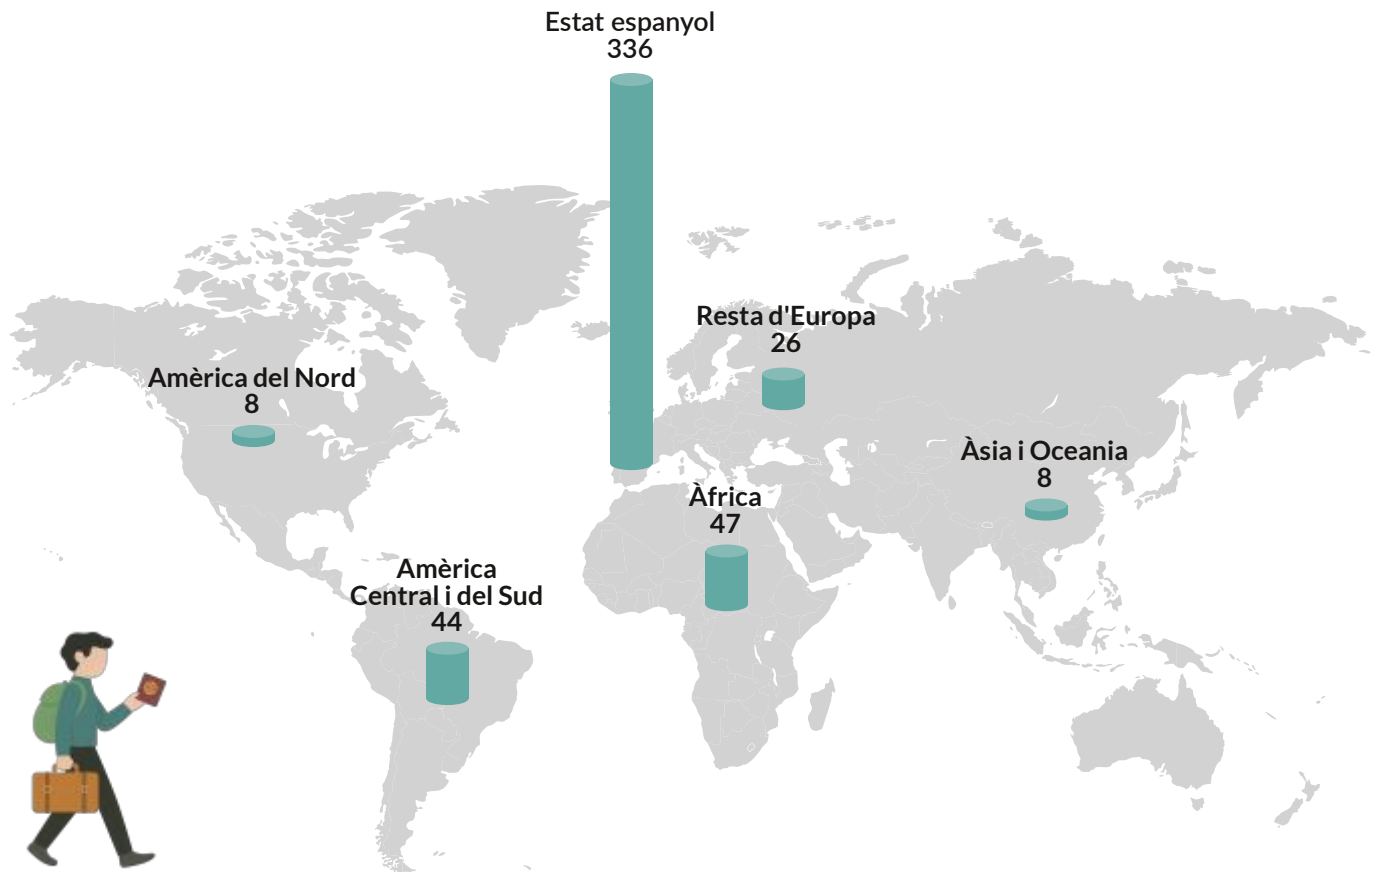 Estat espanyol
336
Resta d'Europa
26
Amèrica del Nord
8
Àsia i Oceania
8
Àfrica
47
Amèrica
Central i del Sud
44